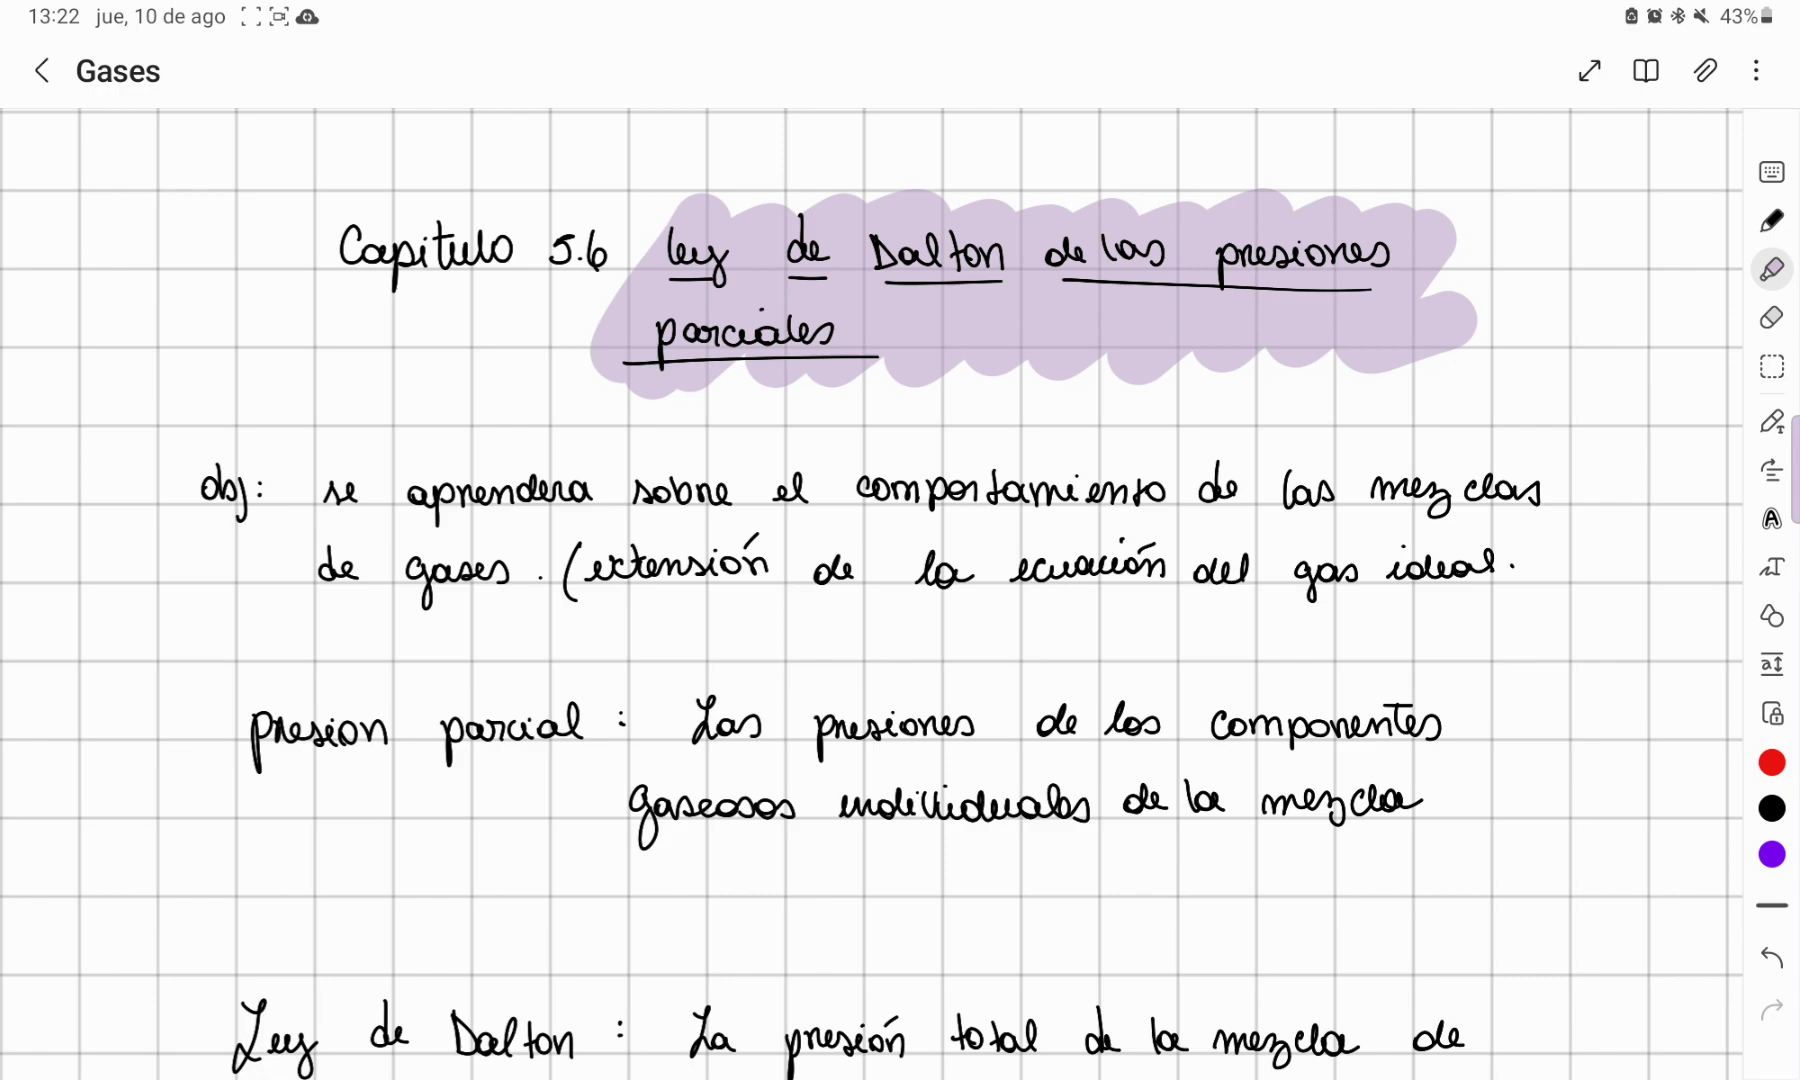 13:22 jue, 10 de ago 43%
Gases
Capitulo 5.6 ley de Dalton de las presiones
parciales
obj: se aprendera sobre el comportamiento de las mezclas
de gases. (extensión de la ecuación del gas ideal.
presion parcial : Las presiones de los componentes
gaseosos individuales de la mezcla
Ley de Dalton : La presión total de la mezcla de